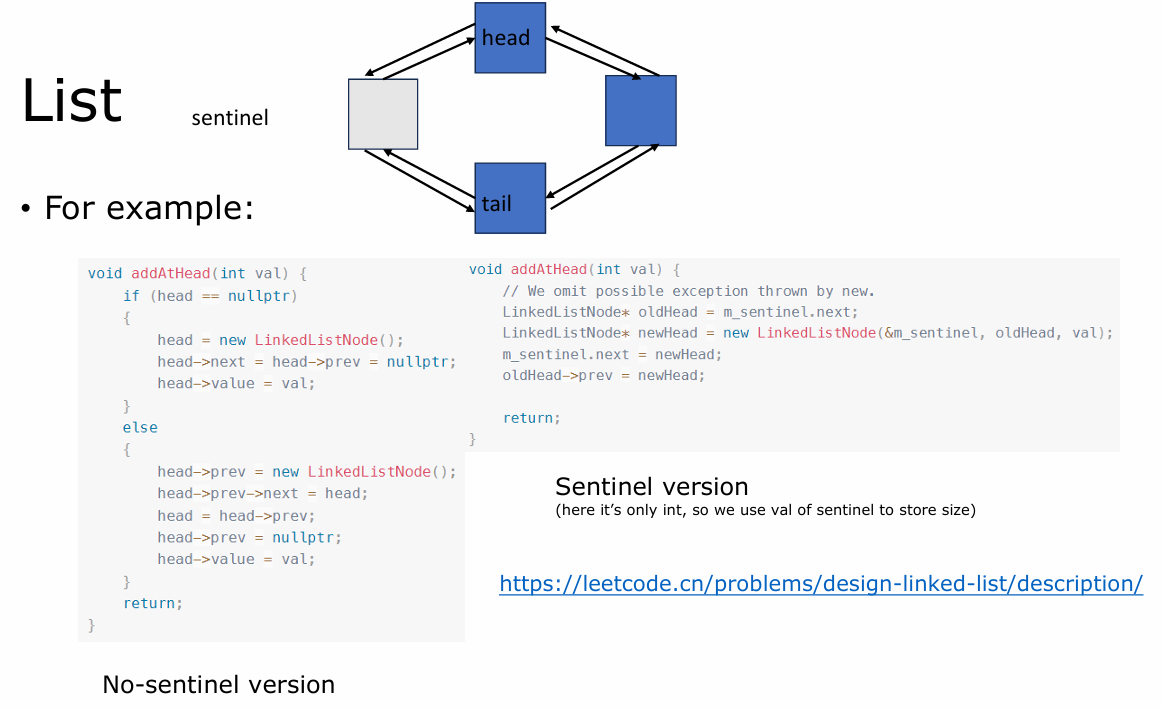 head
List
sentinel
tail
• For example:
void addAtHead(int val) {
    if (head == nullptr)
    {
        head = new LinkedListNode();
        head->next = head->prev = nullptr;
        head->value = val;
    }
    else
    {
        head->prev = new LinkedListNode();
        head->prev->next = head;
        head = head->prev;
        head->prev = nullptr;
        head->value = val;
    }
    return;
}
No-sentinel version
void addAtHead(int val) {
    // We omit possible exception thrown by new.
    LinkedListNode* oldHead = m_sentinel.next;
    LinkedListNode* newHead = new LinkedListNode(&m_sentinel, oldHead, val);
    m_sentinel.next = newHead;
    oldHead->prev = newHead;
    return;
}
Sentinel version
(here it’s only int, so we use val of sentinel to store size)
https://leetcode.cn/problems/design-linked-list/description/